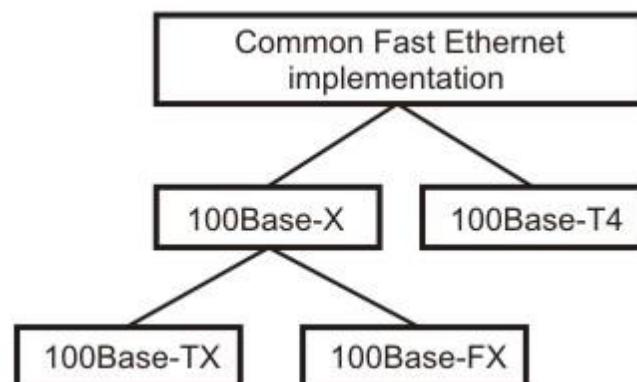 Common Fast Ethernet
implementation
100Base-X
100Base-T4
100Base-TX
100Base-FX